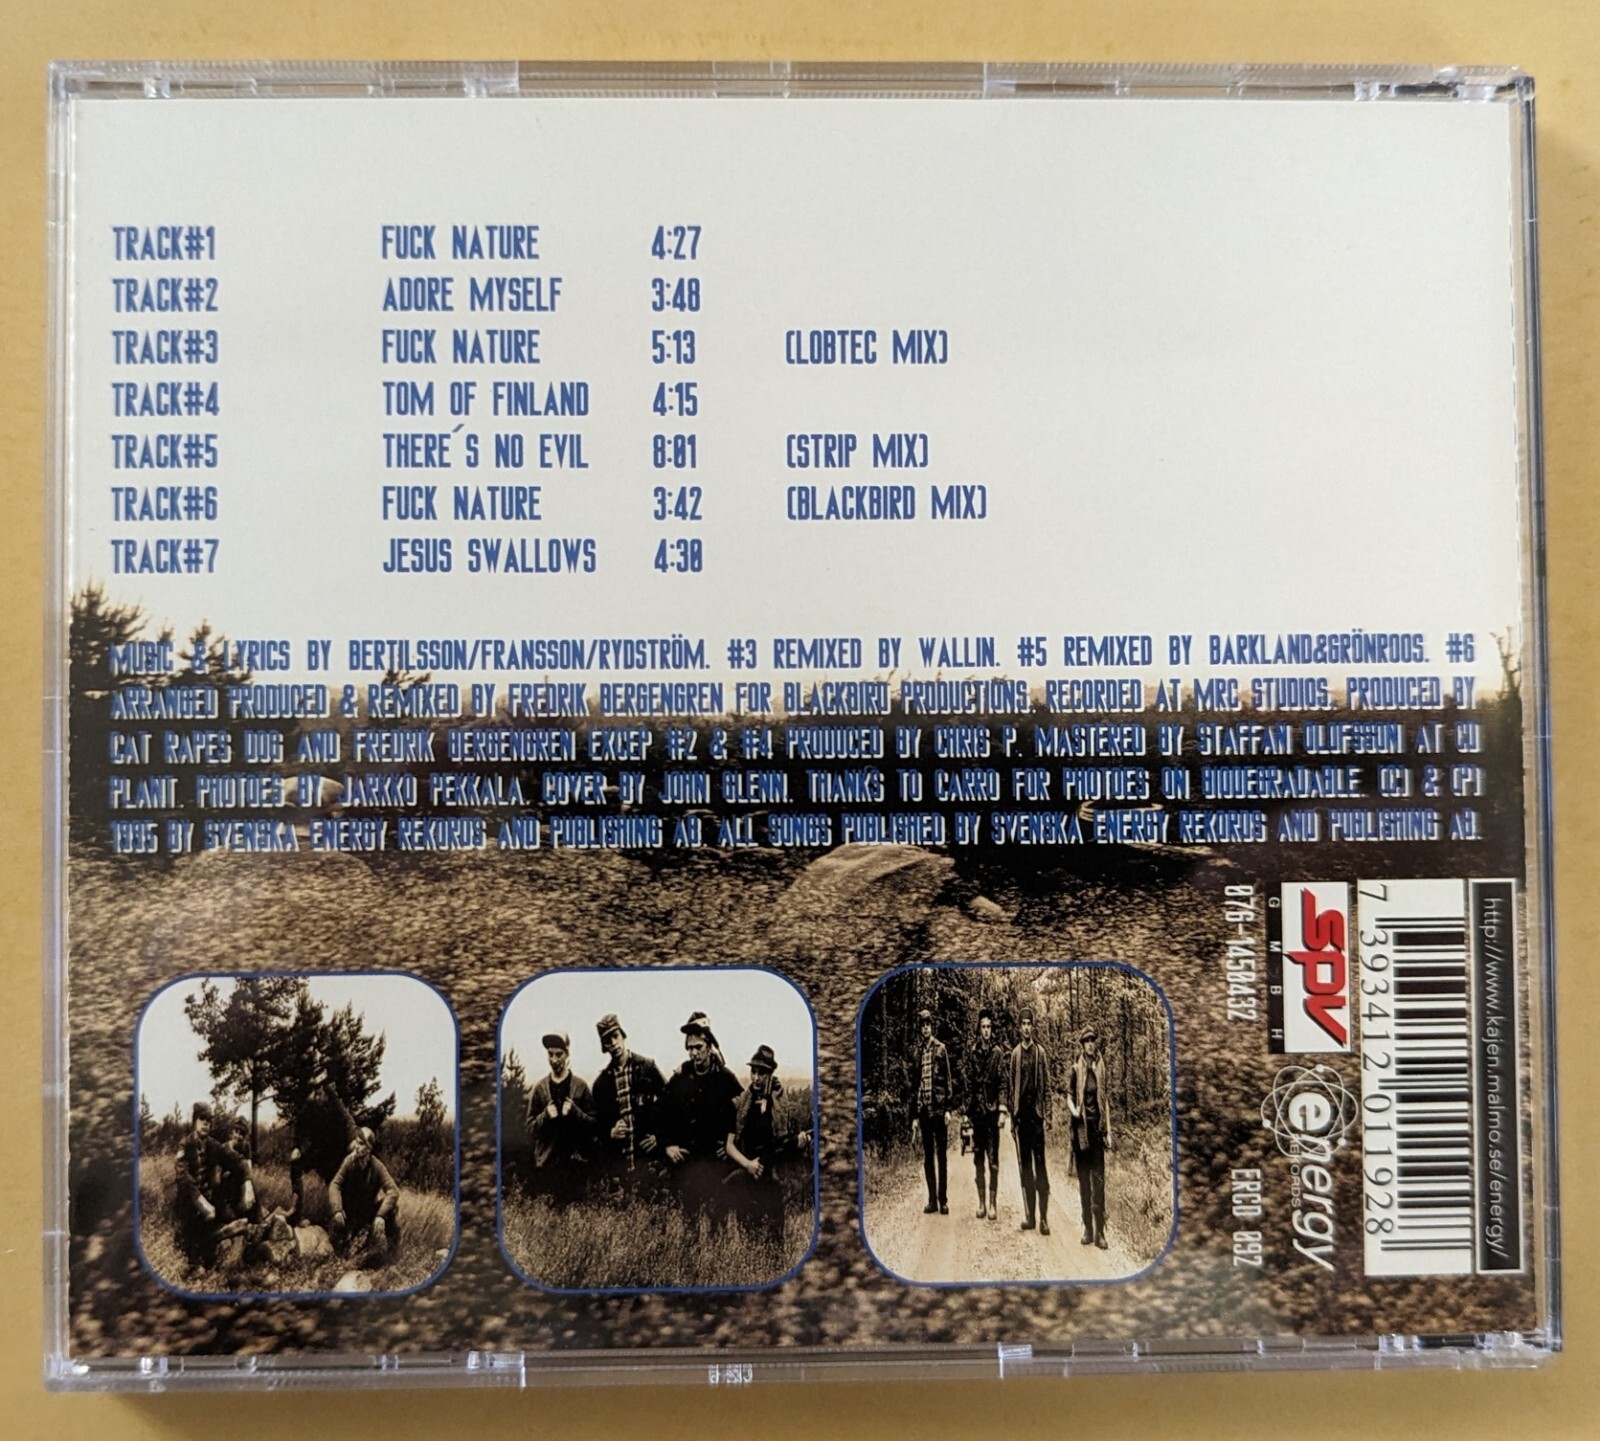 TRACK#1 FUCK NATURE 4:27
TRACK#2 ADORE MYSELF 3:48
TRACK#3 FUCK NATURE 5:13 (LOBTEC MIX)
TRACK#4 TOM OF FINLAND 4:15
TRACK#5 THERE´S NO EVIL 8:01 (STRIP MIX)
TRACK#6 FUCK NATURE 3:42 (BLACKBIRD MIX)
TRACK#7 JESUS SWALLOWS 4:30
MUSIC & LYRICS BY BERTILSSON/FRANSSON/RYDSTRÖM. #3 REMIXED BY WALLIN. #5 REMIXED BY BARKLAND&GRÖNROOS. #6
ARRANGED PRODUCED & REMIXED BY FREDRIK BERGENGREN FOR BLACKBIRD PRODUCTIONS. RECORDED AT MRC STUDIOS. PRODUCED BY
CAT RAPES DOG AND FREDRIK BERGENGREN EXCEP #2 & #4 PRODUCED BY CHRIS P. MASTERED BY STAFFAN OLOFSSON AT CD
PLANT. PHOTOES BY JARKKO PEKKALA. COVER BY JOHN GLENN. THANKS TO CARRO FOR PHOTOES ON BIODEGRADABLE. (C) & (P)
1995 BY SVENSKA ENERGY REKORDS AND PUBLISHING AB. ALL SONGS PUBLISHED BY SVENSKA ENERGY REKORDS AND PUBLISHING AB.
http://www.kajen.malmo.se/energy/
7 393412 011928
SPV
GMBH
076-1450432
energy
REKORDS
ERCD 092